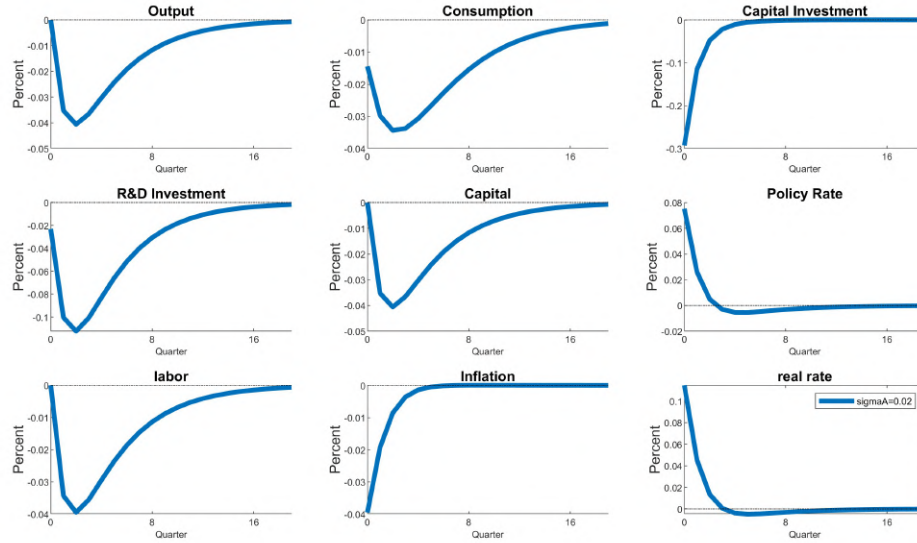 Output
Percent
0
-0.01
-0.02
-0.03
-0.04
-0.05
0
8
16
Quarter
Consumption
Percent
0
-0.01
-0.02
-0.03
-0.04
0
8
16
Quarter
Capital Investment
Percent
0
-0.1
-0.2
-0.3
0
8
16
Quarter
R&D Investment
Percent
0
-0.02
-0.04
-0.06
-0.08
-0.1
0
8
16
Quarter
Capital
Percent
0
-0.01
-0.02
-0.03
-0.04
-0.05
0
8
16
Quarter
Policy Rate
Percent
0.08
0.06
0.04
0.02
0
-0.02
0
8
16
Quarter
labor
Percent
0
-0.01
-0.02
-0.03
-0.04
0
8
16
Quarter
Inflation
Percent
0
-0.01
-0.02
-0.03
-0.04
0
8
16
Quarter
real rate
sigmaA=0.02
Percent
0.1
0.08
0.06
0.04
0.02
0
0
8
16
Quarter